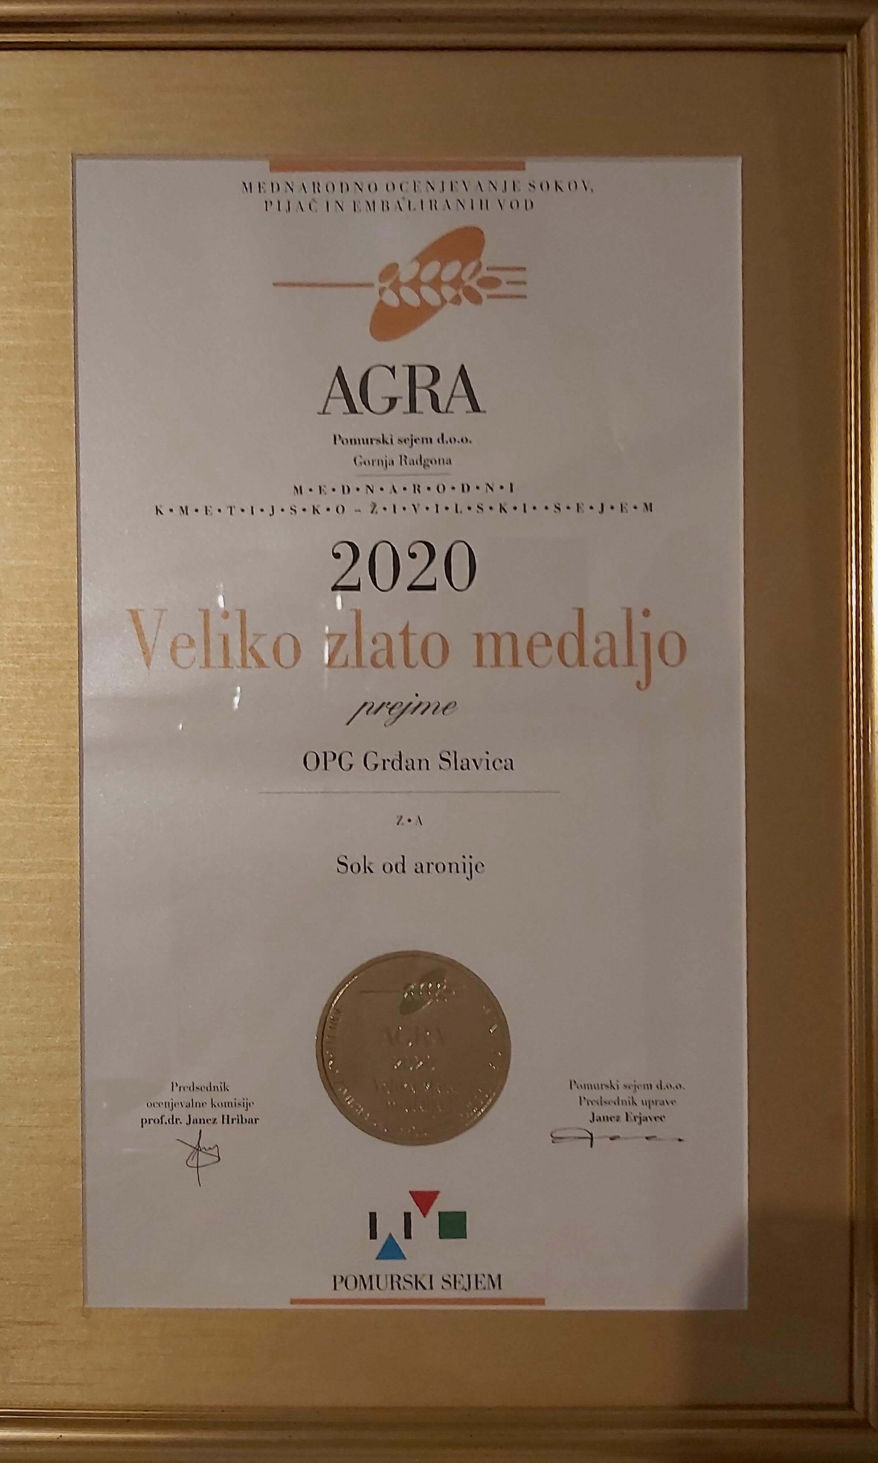 MEDNARODNO OCENJEVANJE SOKOV,
PIJAČ IN EMBALIRANIH VOD
AGRA
Pomurski sejem d.o.o.
Gornja Radgona
M•E•D•N•A•R•O•D•N•I
K•M•E•T•I•J•S•K•O – Ž•I•V•I•L•S•K•I••S•E•J•E•M
2020
Veliko zlato medaljo
prejme
OPG Grdan Slavica
Z•A
Sok od aronije
AGRA
2020
Predsednik
ocenjevalne komisije
prof.dr. Janez Hribar
Pomurski sejem d.o.o.
Predsednik uprave
Janez Erjavec
POMURSKI SEJEM